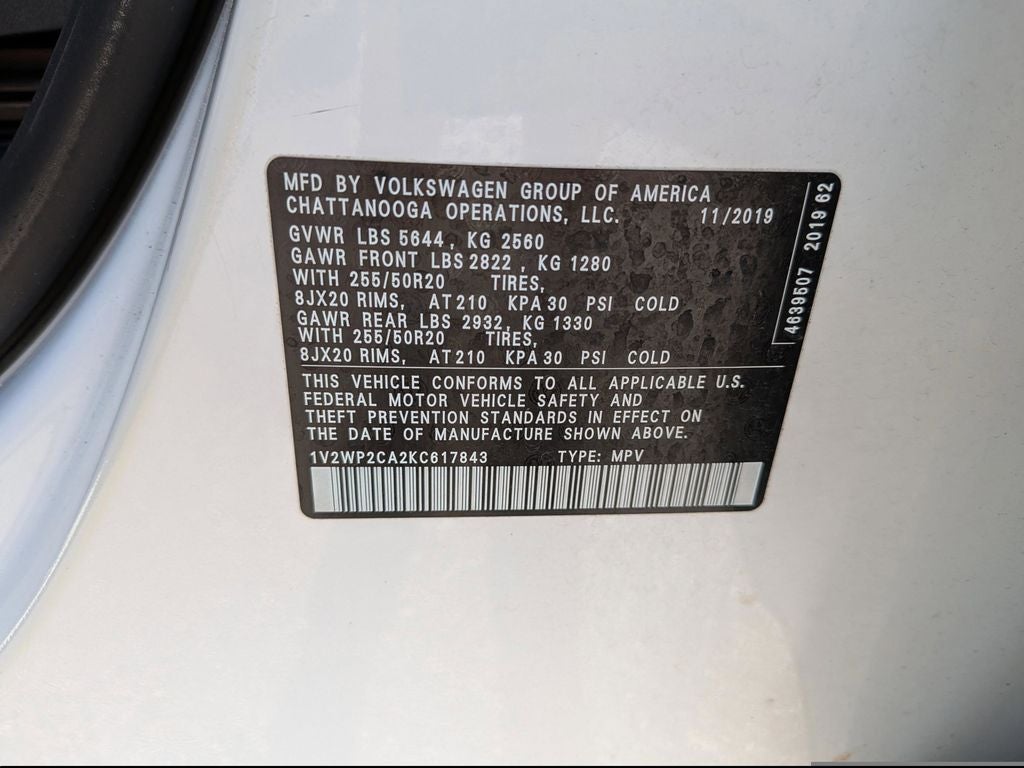 MFD BY VOLKSWAGEN GROUP OF AMERICA
CHATTANOOGA OPERATIONS, LLC. 11/2019
GVWR LBS 5644, KG 2560
GAWR FRONT LBS 2822, KG 1280
WITH 255/50R20 TIRES,
8JX20 RIMS, AT 210 KPA 30 PSI COLD
GAWR REAR LBS 2932, KG 1330
WITH 255/50R20 TIRES,
8JX20 RIMS, AT 210 KPA 30 PSI COLD
THIS VEHICLE CONFORMS TO ALL APPLICABLE U.S.
FEDERAL MOTOR VEHICLE SAFETY AND
THEFT PREVENTION STANDARDS IN EFFECT ON
THE DATE OF MANUFACTURE SHOWN ABOVE.
1V2WP2CA2KC617843 TYPE: MPV
4639507 2019 62